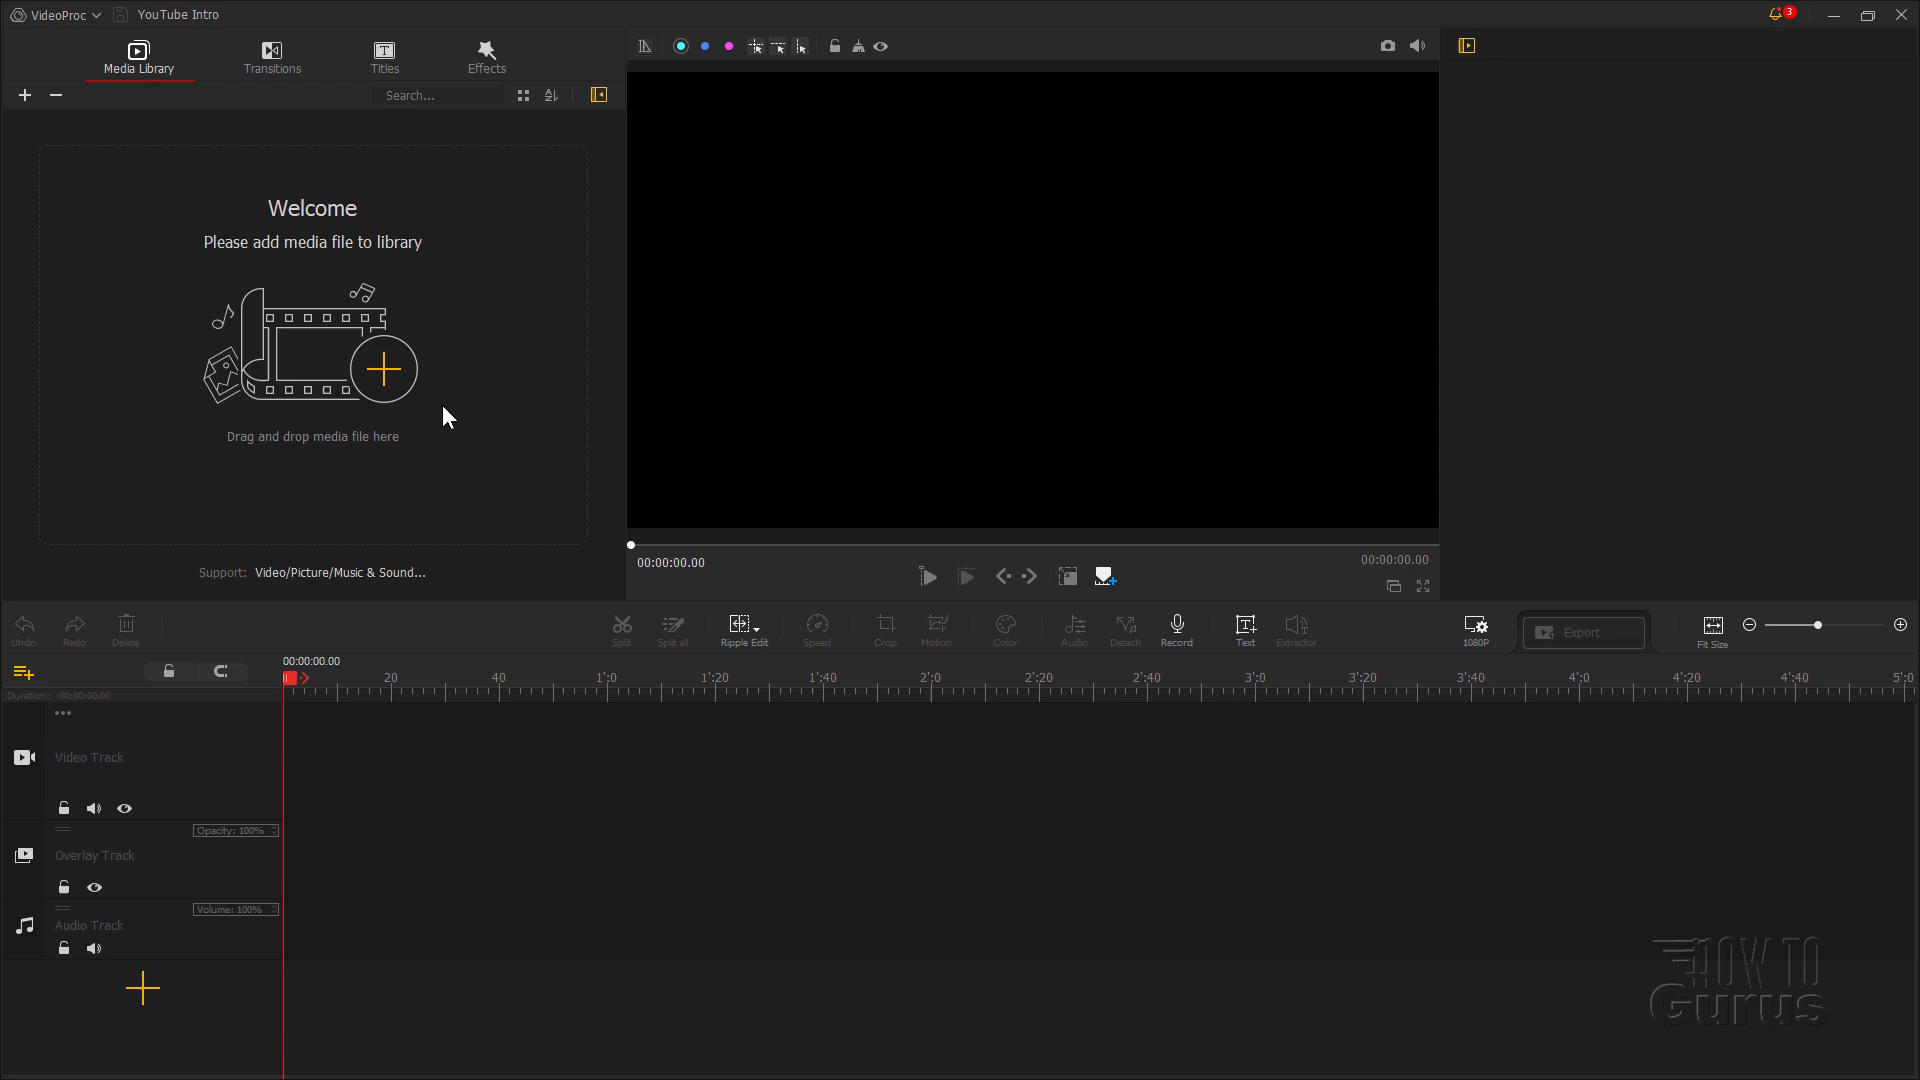 VideoProc
YouTube Intro
3
Media Library
Transitions
Titles
Effects
Search...
Welcome
Please add media file to library
Drag and drop media file here
Support: Video/Picture/Music & Sound...
00:00:00.00
00:00:00.00
Undo
Redo
Delete
Split
Split all
Ripple Edit
Speed
Crop
Motion
Color
Audio
Detach
Record
Text
Extractor
1080P
Export
Fit Size
00:00:00.00
20
40
1':0
1':20
1':40
2':0
2':20
2':40
3':0
3':20
3':40
4':0
4':20
4':40
5':0
Duration: 00:00:00.00
Video Track
Opacity: 100%
Overlay Track
Volume: 100%
Audio Track
HOW TO
Gurus